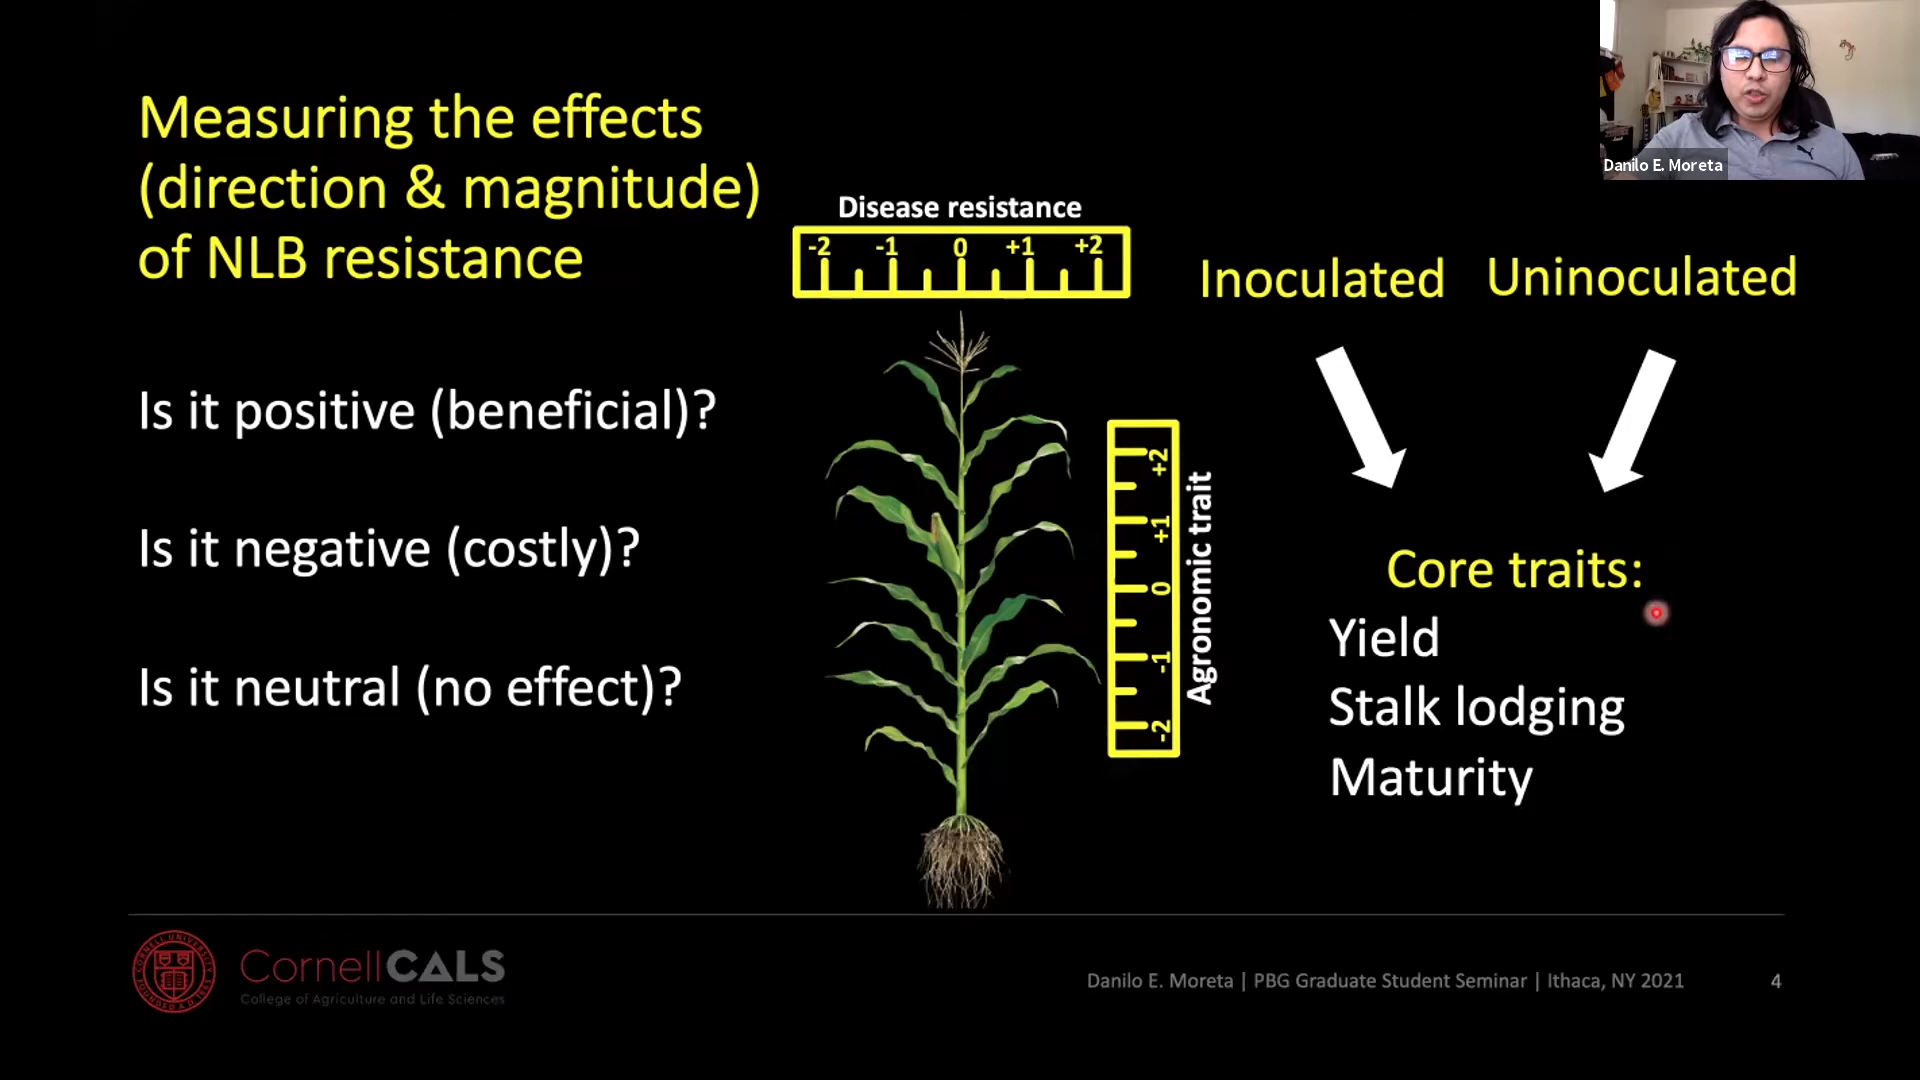 Measuring the effects
(direction & magnitude)
of NLB resistance
Is it positive (beneficial)?
Is it negative (costly)?
Is it neutral (no effect)?
Disease resistance
-2 -1 0 +1 +2
+2 +1 0 -1 -2
Agronomic trait
Inoculated Uninoculated
Core traits:
Yield
Stalk lodging
Maturity
Danilo E. Moreta
CornellCALS
College of Agriculture and Life Sciences
Danilo E. Moreta | PBG Graduate Student Seminar | Ithaca, NY 2021 4